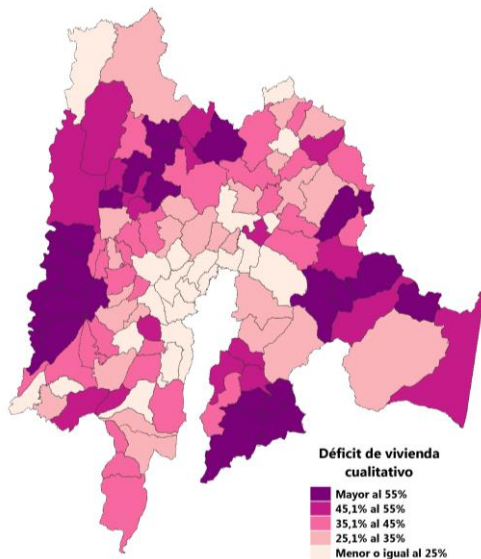 Déficit de vivienda
cualitativo
Mayor al 55%
45,1% al 55%
35,1% al 45%
25,1% al 35%
Menor o igual al 25%